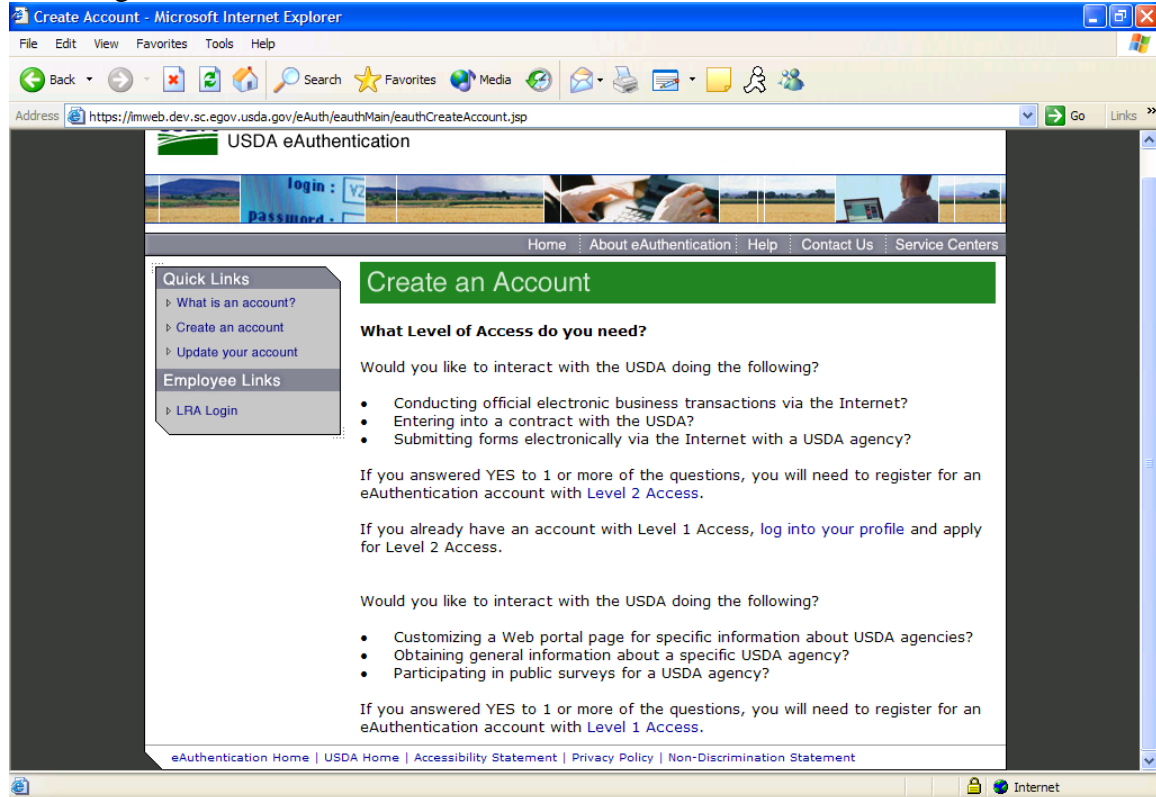 Create Account - Microsoft Internet Explorer
File Edit View Favorites Tools Help
Back Search Favorites Media
Address https://imweb.dev.sc.egov.usda.gov/eAuth/eauthMain/eauthCreateAccount.jsp Go Links »
USDA eAuthentication
login :
password :
Home About eAuthentication Help Contact Us Service Centers
Quick Links
What is an account?
Create an account
Update your account
Employee Links
LRA Login
Create an Account
What Level of Access do you need?
Would you like to interact with the USDA doing the following?
• Conducting official electronic business transactions via the Internet?
• Entering into a contract with the USDA?
• Submitting forms electronically via the Internet with a USDA agency?
If you answered YES to 1 or more of the questions, you will need to register for an
eAuthentication account with Level 2 Access.
If you already have an account with Level 1 Access, log into your profile and apply
for Level 2 Access.
Would you like to interact with the USDA doing the following?
• Customizing a Web portal page for specific information about USDA agencies?
• Obtaining general information about a specific USDA agency?
• Participating in public surveys for a USDA agency?
If you answered YES to 1 or more of the questions, you will need to register for an
eAuthentication account with Level 1 Access.
eAuthentication Home | USDA Home | Accessibility Statement | Privacy Policy | Non-Discrimination Statement
Internet